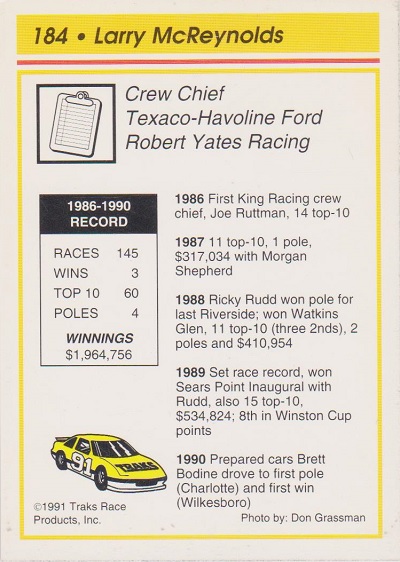 184 • Larry McReynolds
Crew Chief
Texaco-Havoline Ford
Robert Yates Racing
1986-1990
RECORD
RACES 145
WINS 3
TOP 10 60
POLES 4
WINNINGS
$1,964,756
1986 First King Racing crew
chief, Joe Ruttman, 14 top-10
1987 11 top-10, 1 pole,
$317,034 with Morgan
Shepherd
1988 Ricky Rudd won pole for
last Riverside; won Watkins
Glen, 11 top-10 (three 2nds), 2
poles and $410,954
1989 Set race record, won
Sears Point Inaugural with
Rudd, also 15 top-10,
$534,824; 8th in Winston Cup
points
1990 Prepared cars Brett
Bodine drove to first pole
(Charlotte) and first win
(Wilkesboro)
91
TRAKS
©1991 Traks Race
Products, Inc.
Photo by: Don Grassman